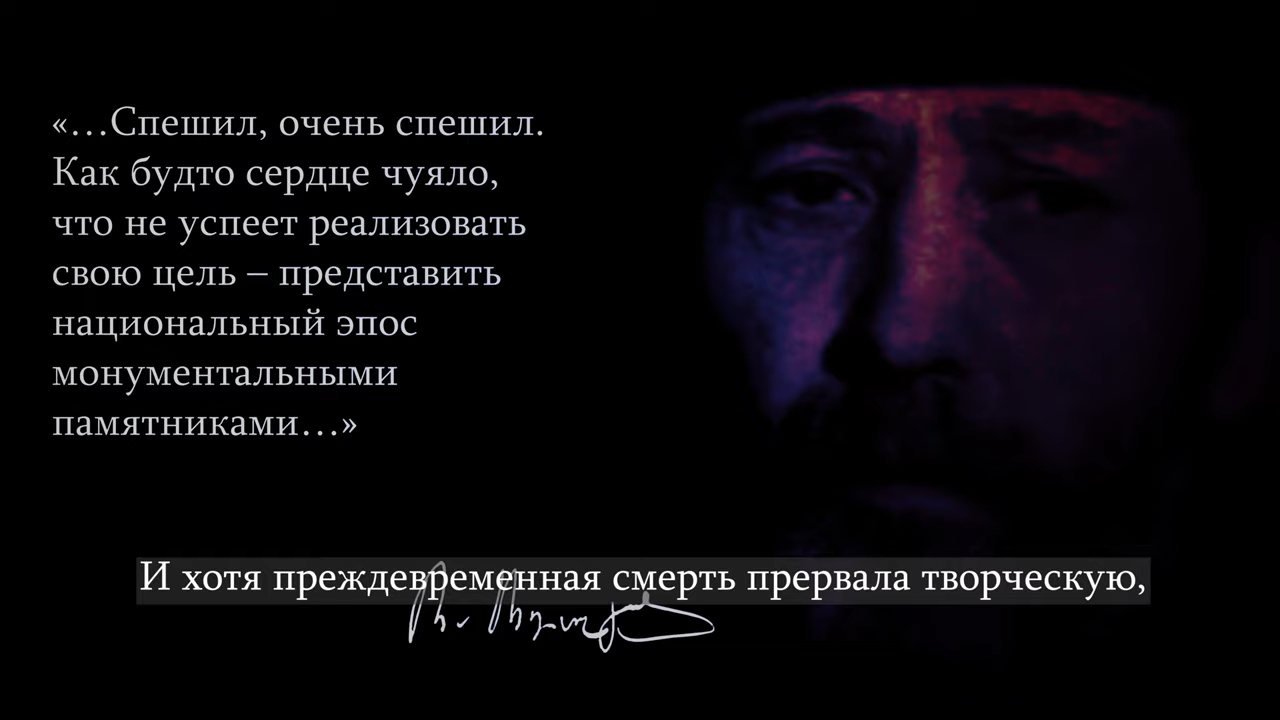 «…Спешил, очень спешил.
Как будто сердце чуяло,
что не успеет реализовать
свою цель – представить
национальный эпос
монументальными
памятниками…»
И хотя преждевременная смерть прервала творческую,